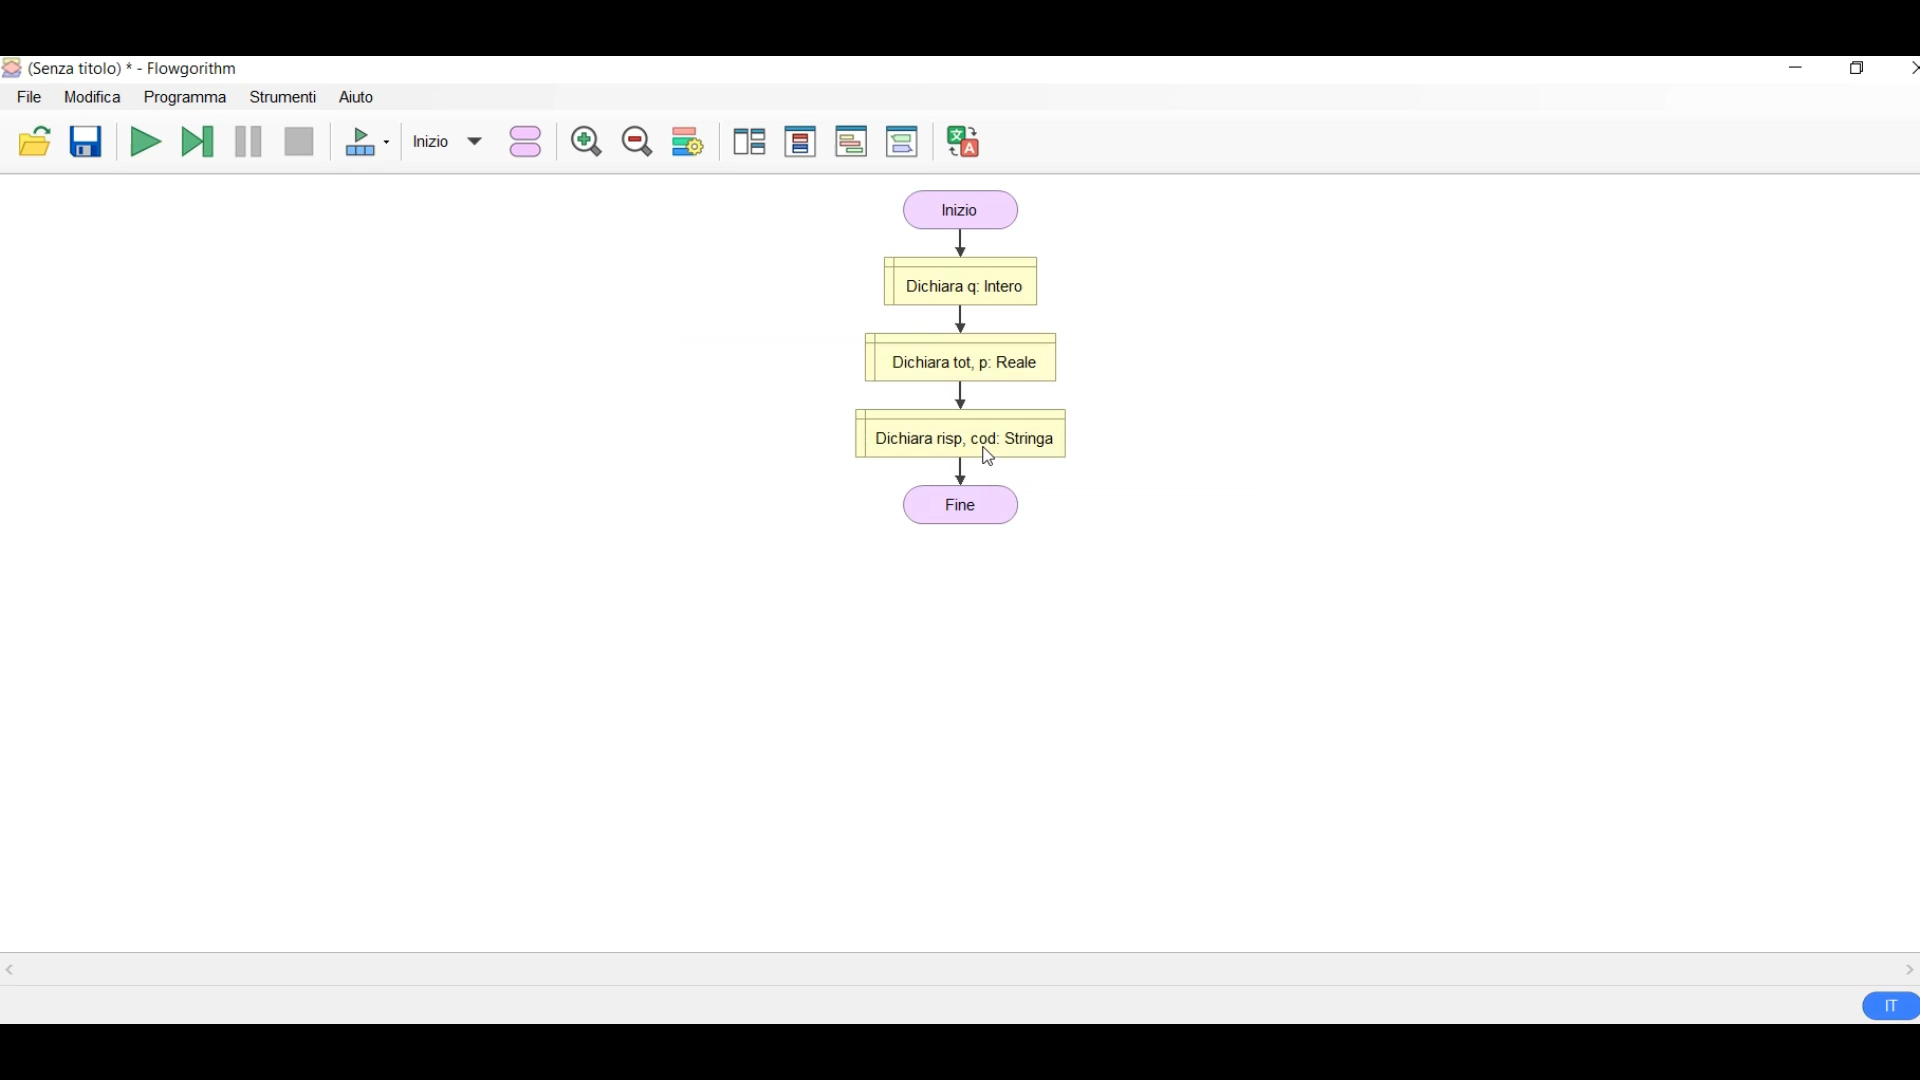 (Senza titolo) * - Flowgorithm
File Modifica Programma Strumenti Aiuto
Inizio
Inizio
Dichiara q: Intero
Dichiara tot, p: Reale
Dichiara risp, cod: Stringa
Fine
IT